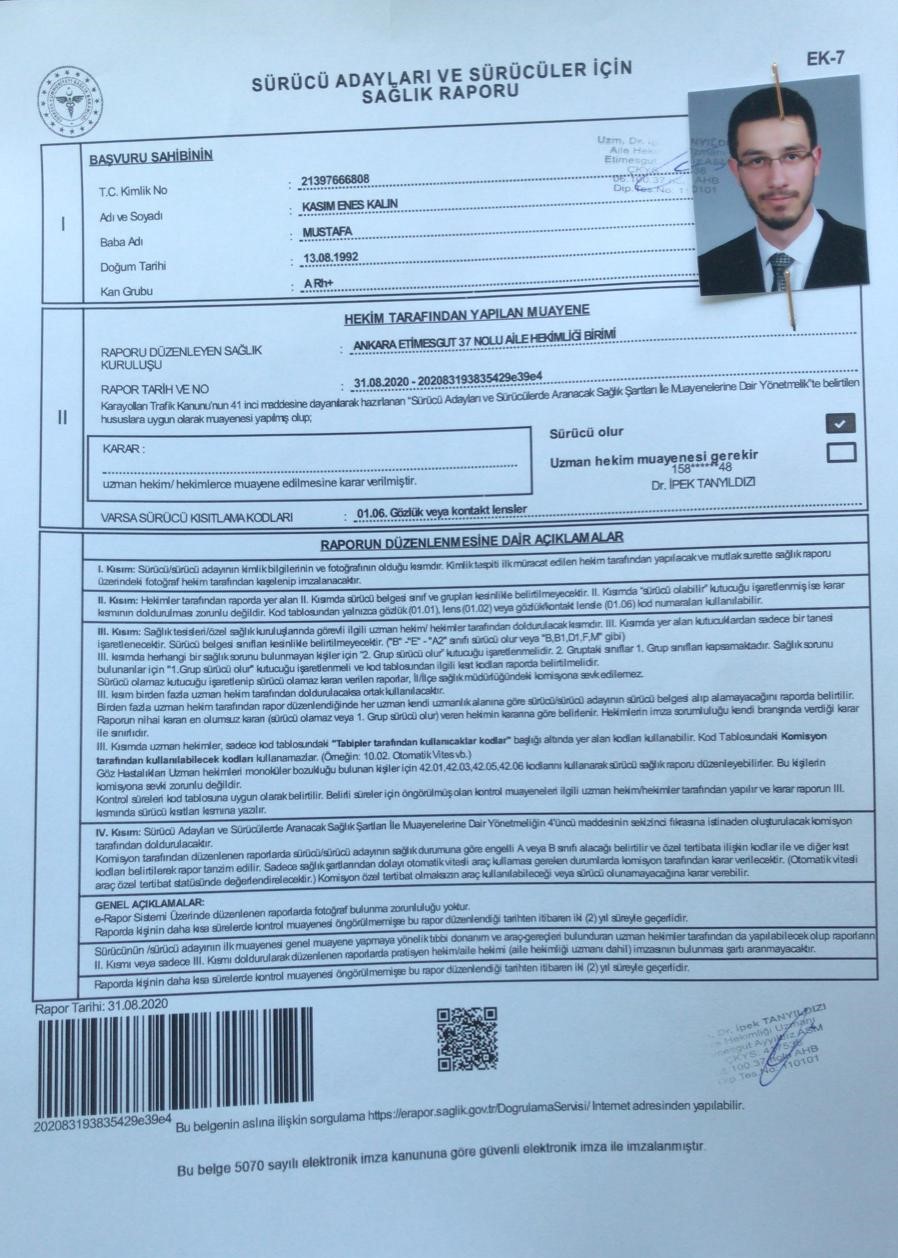 EK-7
SÜRÜCÜ ADAYLARI VE SÜRÜCÜLER İÇİN
SAĞLIK RAPORU
I
BAŞVURU SAHİBİNİN
T.C. Kimlik No : 21397666808
Adı ve Soyadı : KASIM ENES KALIN
Baba Adı : MUSTAFA
Doğum Tarihi : 13.08.1992
Kan Grubu : A Rh+
Uzm. Dr.
Aile
Etimesgut
ÇKYS:
AHB
Dip. Tes. No:
II
HEKİM TARAFINDAN YAPILAN MUAYENE
RAPORU DÜZENLEYEN SAĞLIK : ANKARA ETİMESGUT 37 NOLU AİLE HEKİMLİĞİ BİRİMİ
KURULUŞU
RAPOR TARİH VE NO : 31.08.2020 - 202083193835429e39e4
Karayolları Trafik Kanunu'nun 41 inci maddesine dayanılarak hazırlanan "Sürücü Adayları ve Sürücülerde Aranacak Sağlık Şartları İle Muayenelerine Dair Yönetmelik"te belirtilen
hususlara uygun olarak muayenesi yapılmış olup;
KARAR :
uzman hekim/ hekimlerce muayene edilmesine karar verilmiştir.
Sürücü olur
Uzman hekim muayenesi gerekir
158*****48
Dr. İPEK TANYILDIZI
VARSA SÜRÜCÜ KISITLAMA KODLARI : 01.06. Gözlük veya kontakt lensler
RAPORUN DÜZENLENMESİNE DAİR AÇIKLAMALAR
I. Kısım: Sürücü/sürücü adayının kimlik bilgilerinin ve fotoğrafının olduğu kısımdır. Kimlik tespiti ilk müracat edilen hekim tarafından yapılacak ve mutlak surette sağlık raporu
üzerindeki fotoğraf hekim tarafından kaşelenip imzalanacaktır.
II. Kısım: Hekimler tarafından raporda yer alan II. Kısımda belgesi sınıf ve grupları kesinlikle belirtilmeyecektir. II. Kısımda "sürücü olabilir" kutucuğu işaretlenmiş ise karar
kısmının doldurulması zorunlu değildir. Kod tablosundan yalnızca gözlük (01.01), lens (01.02) veya gözlük/kontakt lensle (01.06) kod numaraları kullanılabilir.
III. Kısım: Sağlık tesisleri/özel sağlık kuruluşlarında görevli ilgili uzman hekim/ hekimler tarafından doldurulacak kısımdır. III. Kısımda yer alan kutucuklardan sadece bir tanesi
işaretlenecektir. Sürücü belgesi sınıfları kesinlikle belirtilmeyecektir. ("B" -"E" - "A2" sınıfı sürücü olur veya "B,B1,D1,F,M" gibi)
III. kısımda herhangi bir sağlık sorunu bulunmayan kişiler için "2. Grup sürücü olur" kutucuğu işaretlenmelidir. 2. Gruptaki sınıflar 1. Grup sınıfları kapsamaktadır. Sağlık sorunu
bulunanlar için "1.Grup sürücü olur" kutucuğu işaretlenmeli ve kod tablosundan ilgili kısıt kodları raporda belirtilmelidir.
Sürücü olamaz kutucuğu işaretlenip sürücü olamaz kararı verilen raporlar, İl/İlçe sağlık müdürlüğündeki komisyona sevk edilemez.
III. kısım birden fazla uzman hekim tarafından doldurulacaksa ortak kullanılacaktır.
Birden fazla uzman hekim tarafından rapor düzenlediğinde her uzman kendi uzmanlık alanına göre sürücü/sürücü adayının sürücü belgesi alıp alamayacağını raporda belirtilir.
Raporun nihai kararı en olumsuz kararı (sürücü olamaz veya 1. Grup sürücü olur) veren hekimin kararına göre belirlenir. Hekimlerin imza sorumluluğu kendi branşında verdiği karar
ile sınırlıdır.
III. Kısımda uzman hekimler, sadece kod tablosundaki "Tabipler tarafından kullanıcaklar kodlar" başlığı altında yer alan kodları kullanabilir. Kod Tablosundaki Komisyon
tarafından kullanılabilecek kodları kullanamazlar. (Örneğin: 10.02. Otomatik Vites vb.)
Göz Hastalıkları Uzman hekimleri monoküler bozukluğu bulunan kişiler için 42.01,42.03,42.05,42.06 kodlarını kullanarak sürücü sağlık raporu düzenleyebilirler. Bu kişilerin
komisyona sevki zorunlu değildir.
Kontrol süreleri kod tablosuna uygun olarak belirtilir. Belirli süreler için öngörülmüş olan kontrol muayeneleri ilgili uzman hekim/hekimler tarafından yapılır ve karar raporun III.
kısmında sürücü kısıtları kısmına yazılır.
IV. Kısım: Sürücü Adayları ve Sürücülerde Aranacak Sağlık Şartları İle Muayenelerine Dair Yönetmeliğin 4'üncü maddesinin sekizinci fıkrasına istinaden oluşturulacak komisyon
tarafından doldurulacaktır.
Komisyon tarafından düzenlenen raporlarda sürücü/sürücü adayının sağlık durumuna göre engelli A veya B sınıfı alacağı belirtilir ve özel tertibata ilişkin kodlar ile ve diğer kısıt
kodları belirtilerek rapor tanzim edilir. Sadece sağlık şartlarından dolayı otomatik vitesli araç kullaması gereken durumlarda komisyon tarafından karar verilecektir. (Otomatik vitesli
araç özel tertibat statüsünde değerlendirelecektir.) Komisyon özel tertibat olmaksızın araç kullanılabileceği veya sürücü olunamayacağına karar verebilir.
GENEL AÇIKLAMALAR:
e-Rapor Sistemi Üzerinde düzenlenen raporlarda fotoğraf bulunma zorunluluğu yoktur.
Raporda kişinin daha kısa sürelerde kontrol muayenesi öngörülmemişse bu rapor düzenlendiği tarihten itibaren iki (2) yıl süreyle geçerlidir.
Sürücünün /sürücü adayının ilk muayenesi genel muayene yapmaya yönelik tıbbi donanım ve araç-gereçleri bulunduran uzman hekimler tarafından da yapılabilecek olup raporların
II. Kısmı veya sadece III. Kısmı doldurularak düzenlenen raporlarda pratisyen hekim/aile hekimi (aile hekimliği uzmanı dahil) imzasının bulunması şartı aranmayacaktır.
Raporda kişinin daha kısa sürelerde kontrol muayenesi öngörülmemişse bu rapor düzenlendiği tarihten itibaren iki (2) yıl süreyle geçerlidir.
Rapor Tarihi: 31.08.2020
202083193835429e39e4
Dr. İpek TANYILDIZI
Hekimliği Uzmanı
Ayyıldız ASM
ÇKYS:
AHB
Dip. Tes. No: 110101
Bu belgenin aslına ilişkin sorgulama https://erapor.saglik.gov.tr/DogrulamaServisi/ Internet adresinden yapılabilir.
Bu belge 5070 sayılı elektronik imza kanununa göre güvenli elektronik imza ile imzalanmıştır.